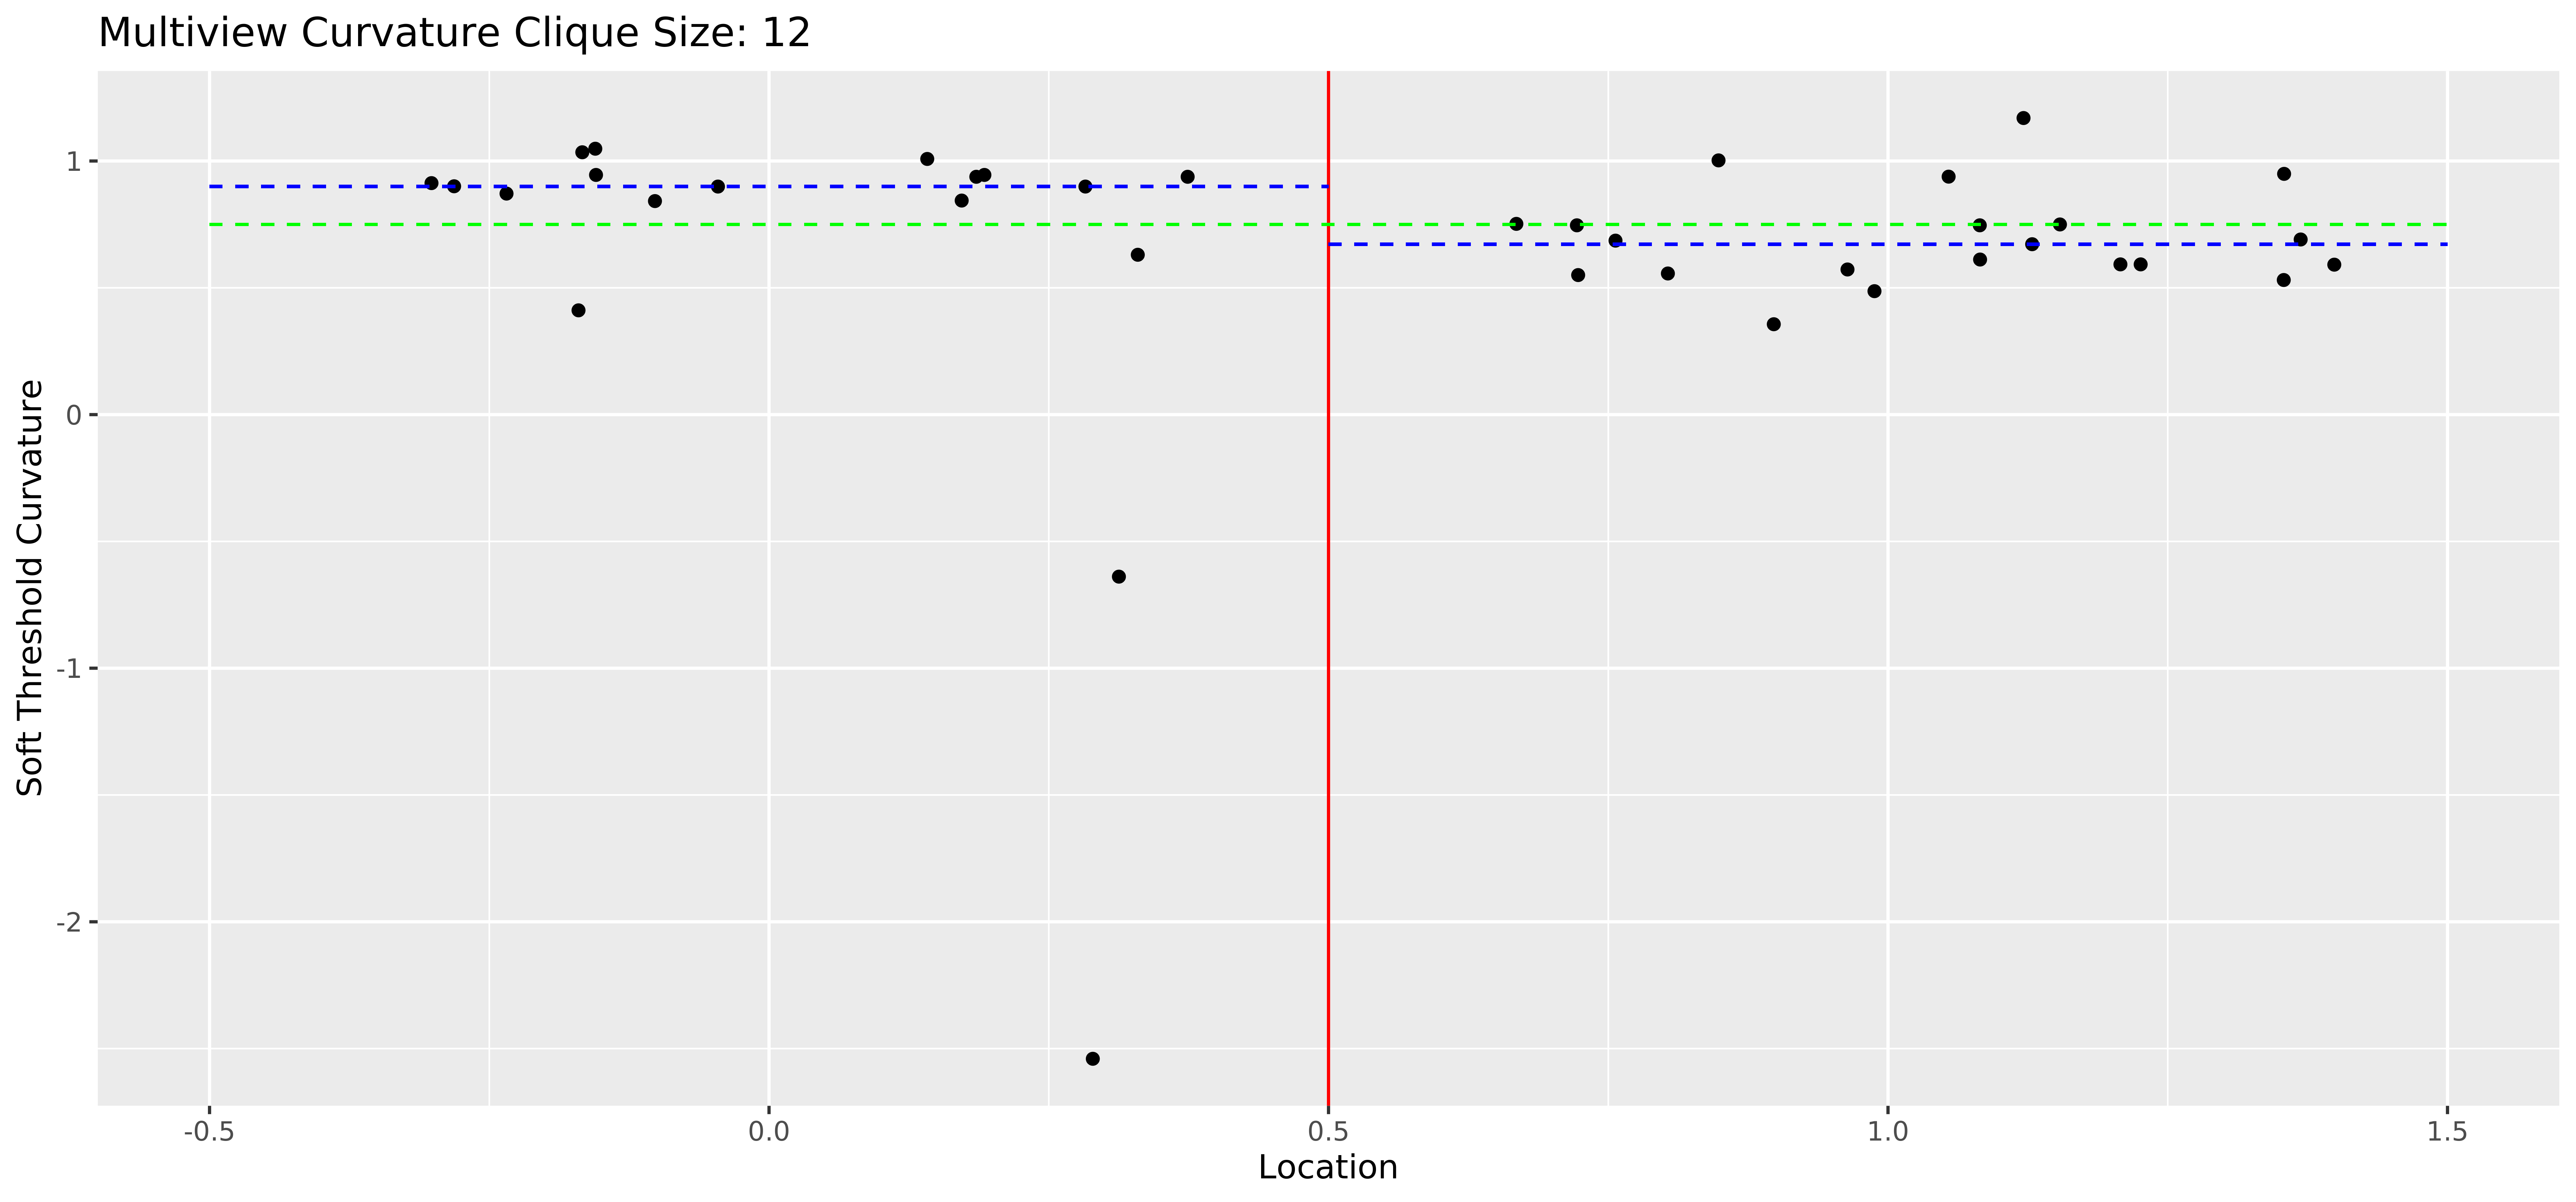 Multiview Curvature Clique Size: 12
Soft Threshold Curvature
1
0
-1
-2
-0.5 0.0 0.5 1.0 1.5
Location